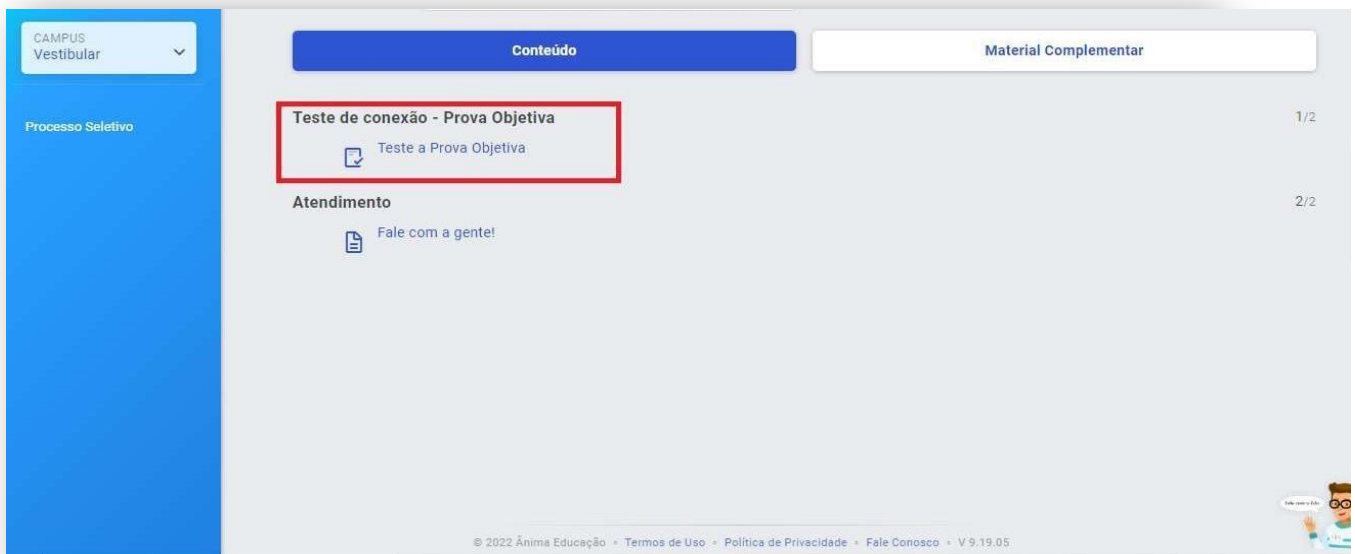 CAMPUS
Vestibular
Processo Seletivo
Conteúdo
Material Complementar
Teste de conexão - Prova Objetiva
1/2
Teste a Prova Objetiva
Atendimento
2/2
Fale com a gente!
© 2022 Ânima Educação • Termos de Uso • Política de Privacidade • Fale Conosco • V 9.19.05